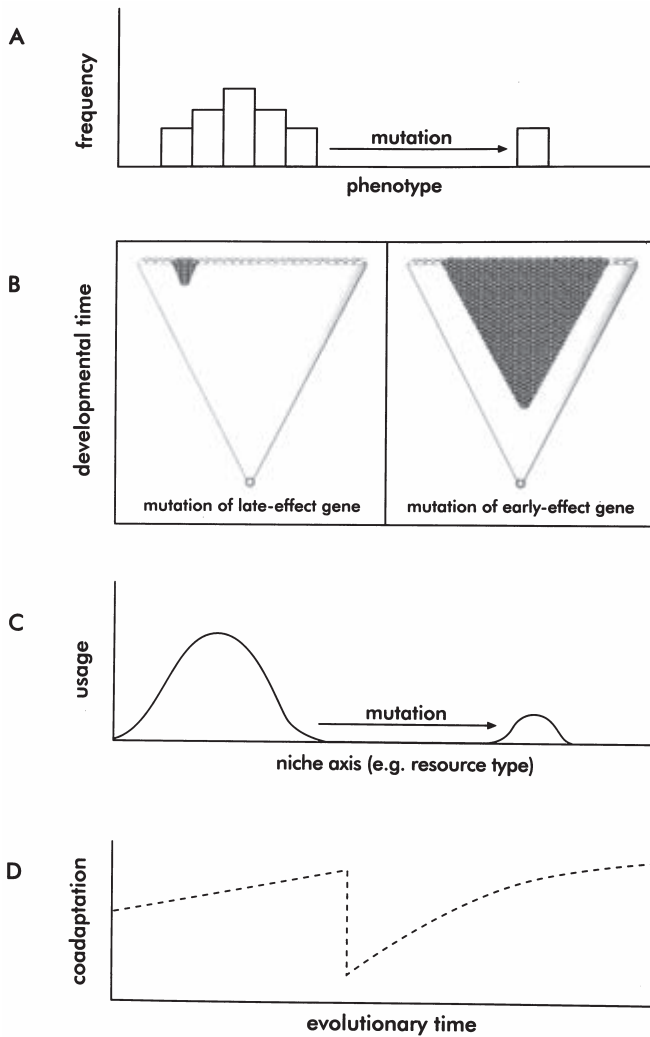 A
frequency
mutation
phenotype
B
developmental time
mutation of late-effect gene
mutation of early-effect gene
C
usage
mutation
niche axis (e.g. resource type)
D
coadaptation
evolutionary time